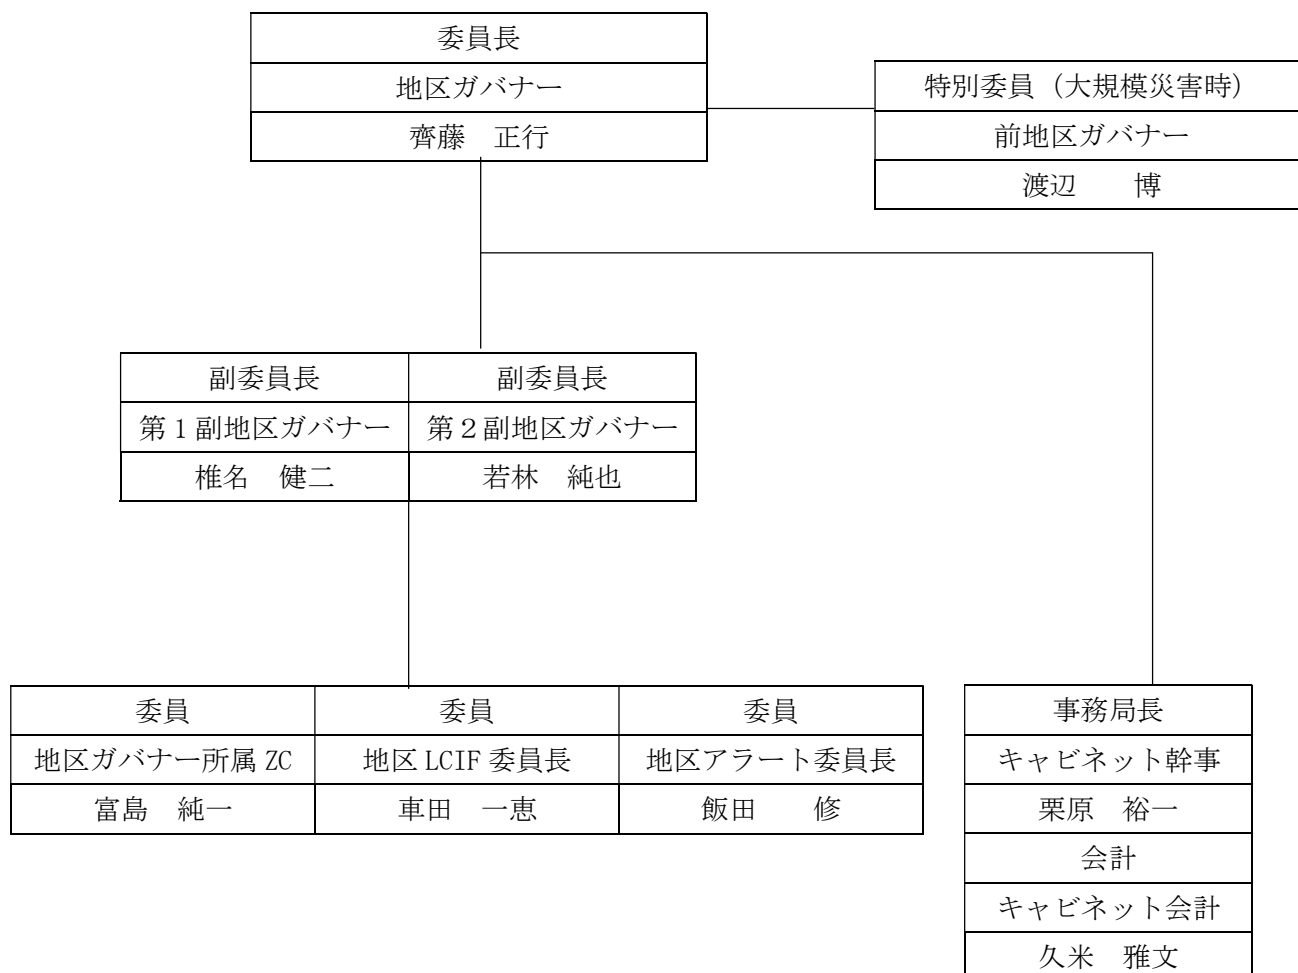 委員長
地区ガバナー
齊藤　正行
特別委員（大規模災害時）
前地区ガバナー
渡辺　　博
副委員長　副委員長
第1副地区ガバナー　第２副地区ガバナー
椎名　健二　若林　純也
委員　委員　委員
地区ガバナー所属 ZC　地区 LCIF 委員長　地区アラート委員長
富島　純一　車田　一恵　飯田　　修
事務局長
キャビネット幹事
栗原　裕一
会計
キャビネット会計
久米　雅文